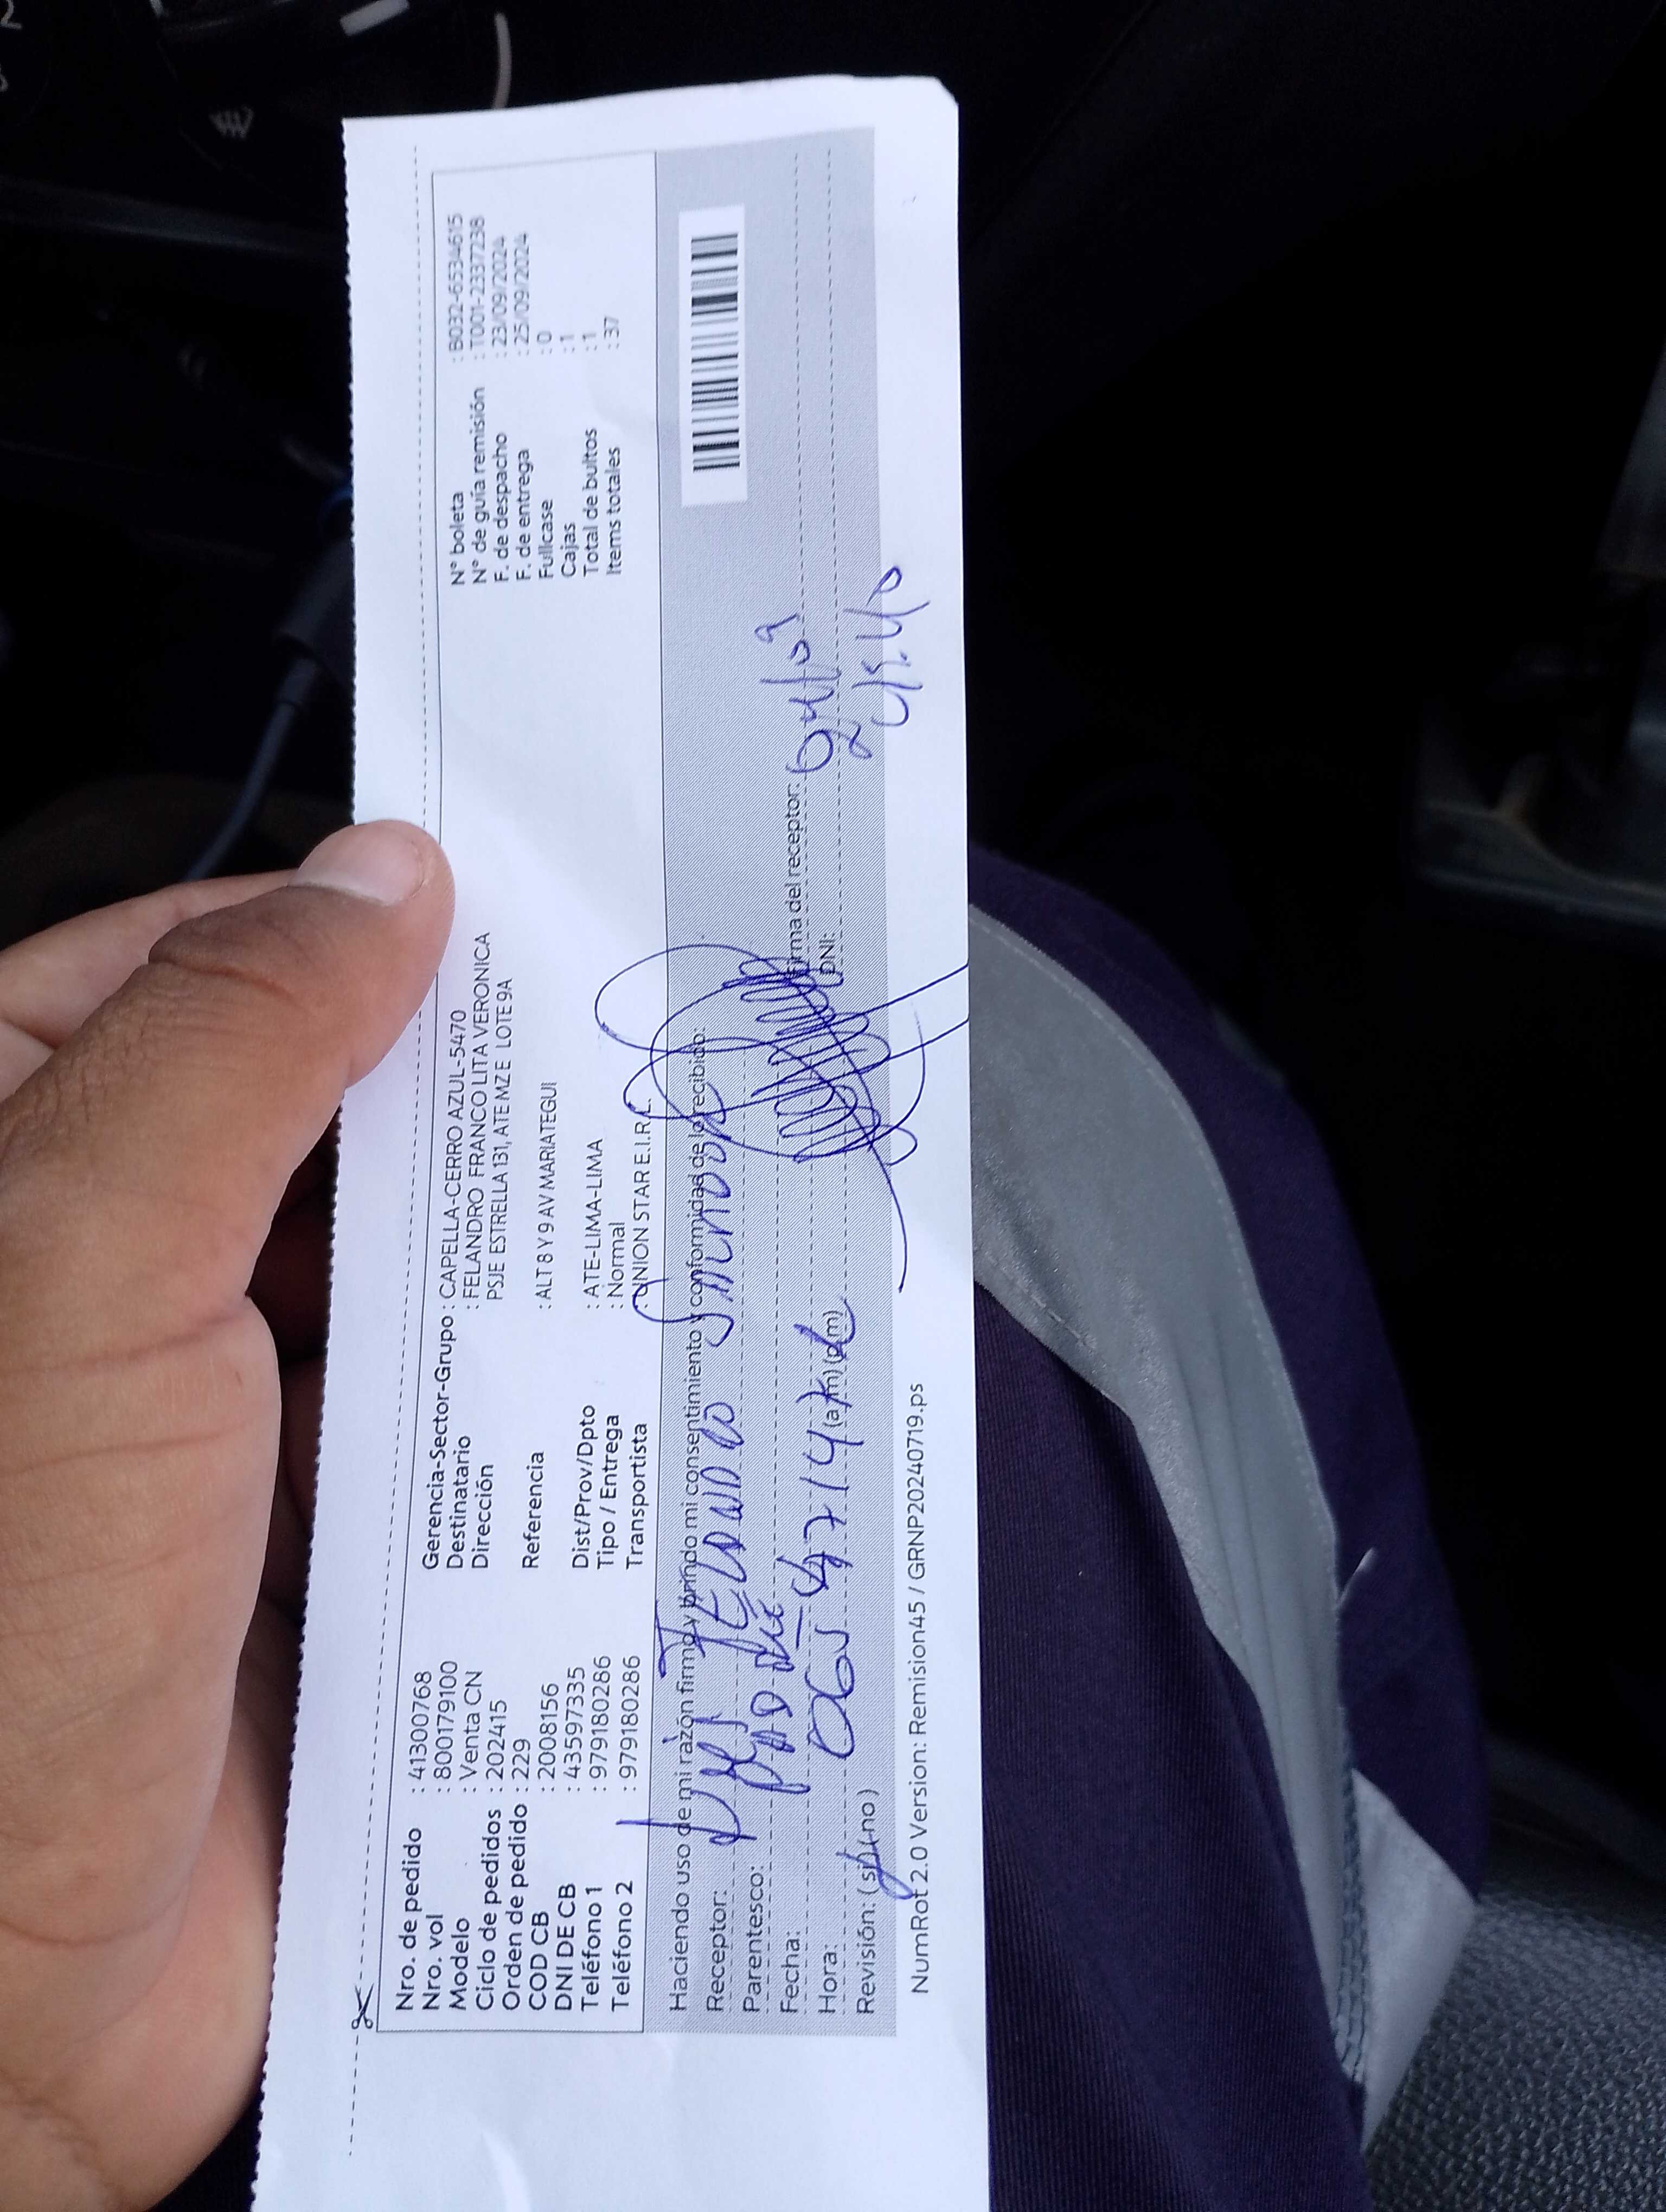 Nro. de pedido : 41300768
Nro. vol : 800179100
Modelo : Venta CN
Ciclo de pedidos : 202415
Orden de pedido : 229
COD CB : 2008156
DNI DE CB : 43597335
Teléfono 1 : 979180286
Teléfono 2 : 979180286
Gerencia-Sector-Grupo : CAPELLA-CERRO AZUL-5470
Destinatario : FELANDRO FRANCO LITA VERONICA
Dirección PSJE ESTRELLA 131, ATE MZ E LOTE 9A
Referencia : ALT 8 Y 9 AV MARIATEGUI
Dist/Prov/Dpto : ATE-LIMA-LIMA
Tipo / Entrega : Normal
Transportista : UNION STAR E.I.R.L.
N° boleta : B032-6534615
N° de guía remisión : T001-2337238
F. de despacho : 23/09/2024
F. de entrega : 25/09/2024
Fullcase : 0
Cajas : 1
Total de bultos : 1
Items totales : 37
Haciendo uso de mi razón firmo y brindo mi consentimiento y conformidad de lo recibido:
Receptor:
Parentesco:
Fecha:
Hora: (am) (pm)
Revisión: (si) (no)
Firma del receptor:
DNI:
NumRot 2.0 Version: Remision45 / GRNP20240719.ps